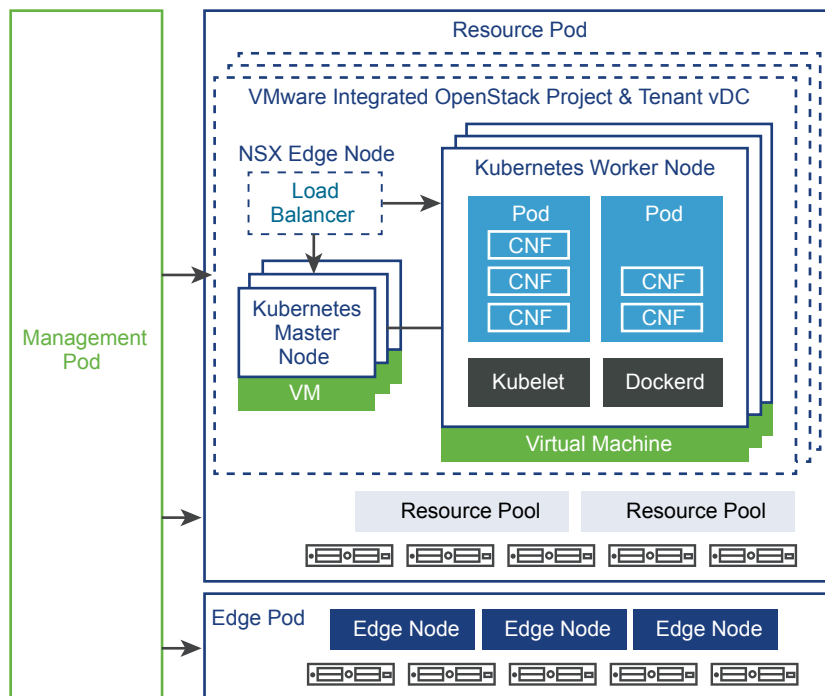 Management
Pod
Resource Pod
VMware Integrated OpenStack Project & Tenant vDC
NSX Edge Node
Load
Balancer
Kubernetes
Master
Node
VM
Kubernetes Worker Node
Pod
CNF
CNF
CNF
Pod
CNF
CNF
Kubelet
Dockerd
Virtual Machine
Resource Pool
Resource Pool
Edge Pod
Edge Node
Edge Node
Edge Node